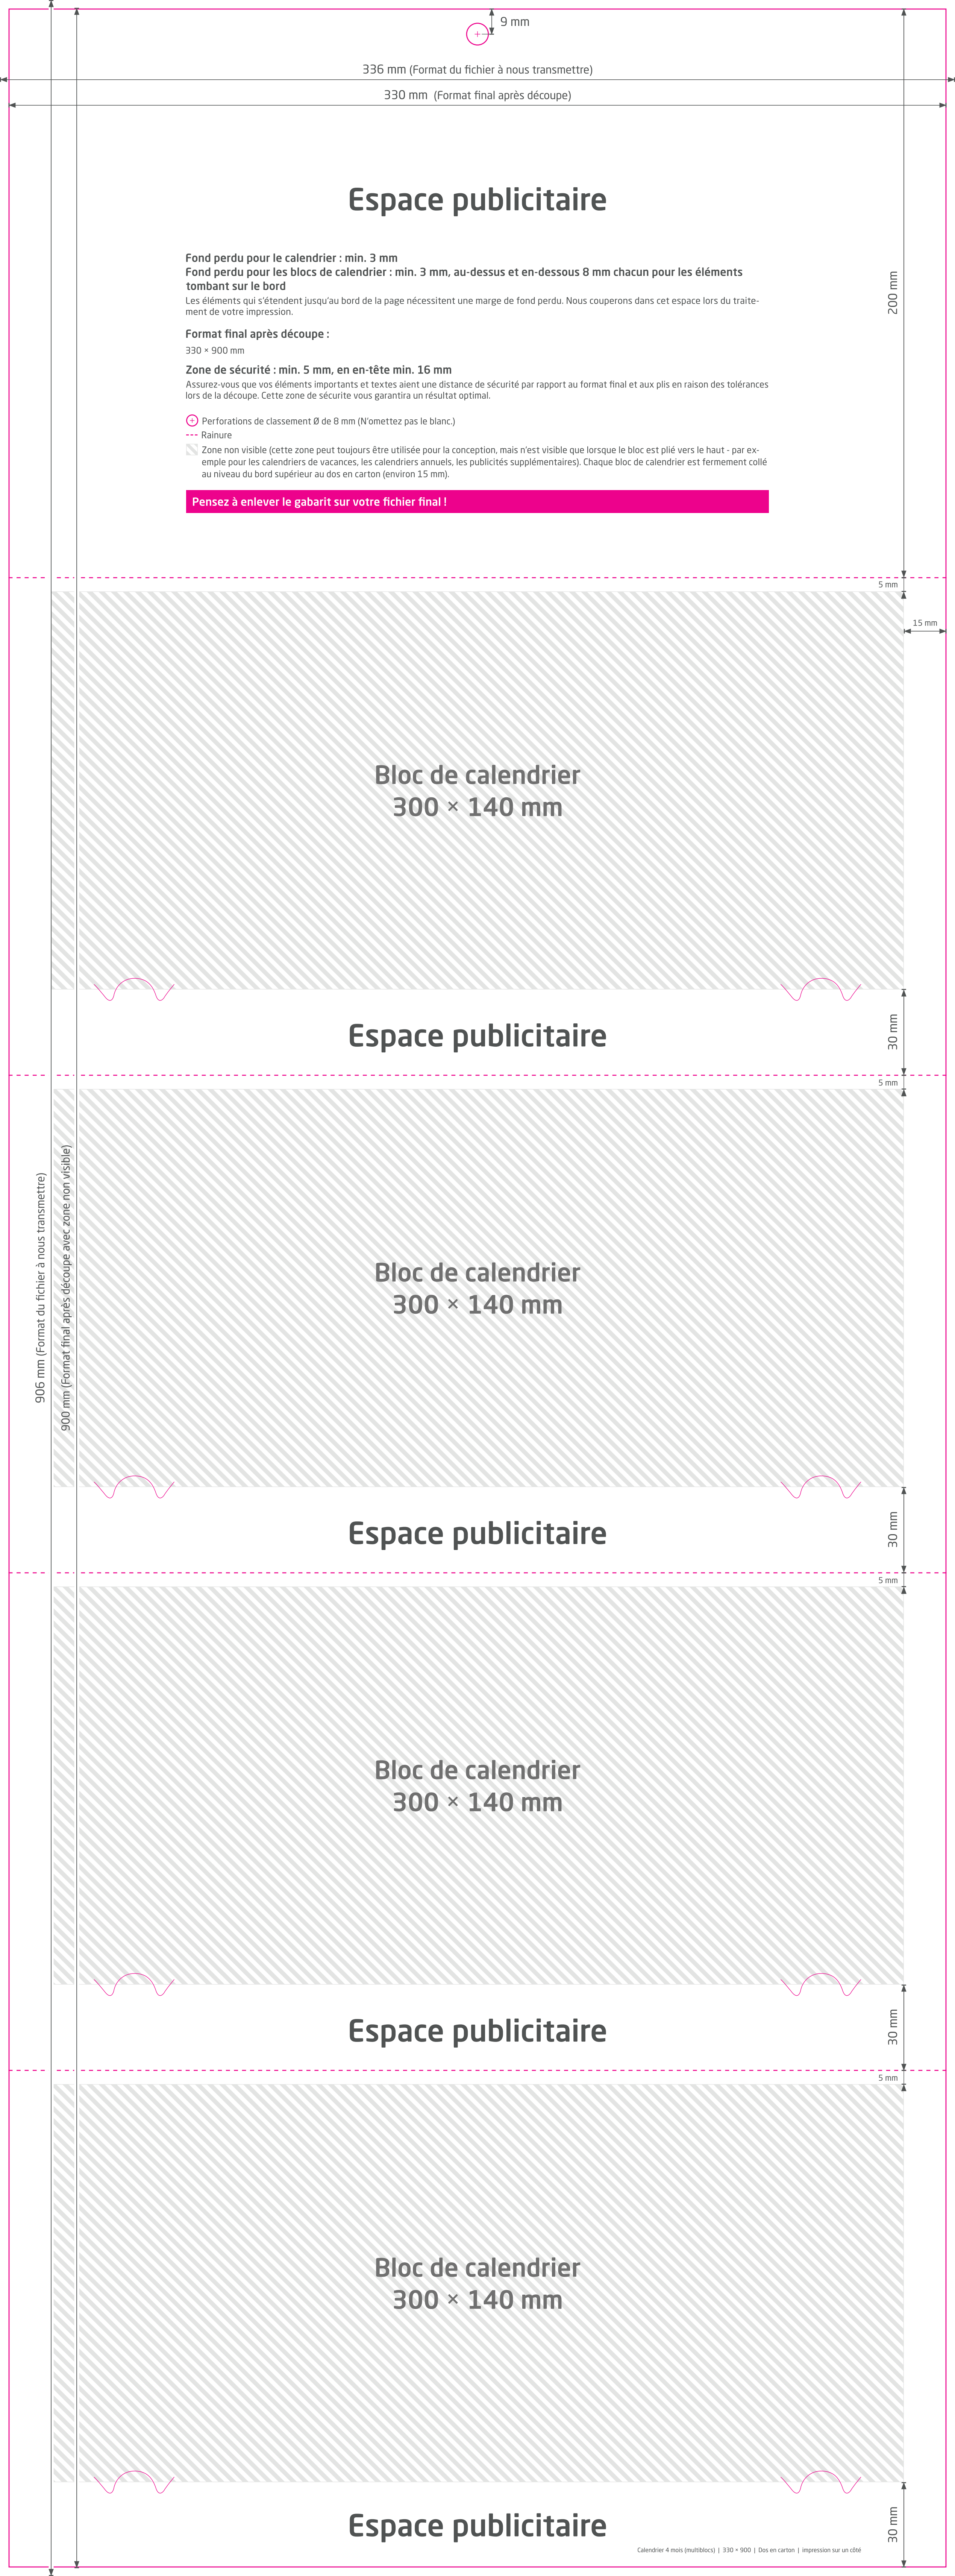 9 mm
336 mm (Format du fichier à nous transmettre)
330 mm (Format final après découpe)
Espace publicitaire
Fond perdu pour le calendrier : min. 3 mm
Fond perdu pour les blocs de calendrier : min. 3 mm, au-dessus et en-dessous 8 mm chacun pour les éléments
tombant sur le bord
Les éléments qui s'étendent jusqu'au bord de la page nécessitent une marge de fond perdu. Nous couperons dans cet espace lors du traite-
ment de votre impression.
Format final après découpe :
330 × 900 mm
Zone de sécurité : min. 5 mm, en en-tête min. 16 mm
Assurez-vous que vos éléments importants et textes aient une distance de sécurité par rapport au format final et aux plis en raison des tolérances
lors de la découpe. Cette zone de sécurite vous garantira un résultat optimal.
Perforations de classement Ø de 8 mm (N'omettez pas le blanc.)
Rainure
Zone non visible (cette zone peut toujours être utilisée pour la conception, mais n'est visible que lorsque le bloc est plié vers le haut - par ex-
emple pour les calendriers de vacances, les calendriers annuels, les publicités supplémentaires). Chaque bloc de calendrier est fermement collé
au niveau du bord supérieur au dos en carton (environ 15 mm).
Pensez à enlever le gabarit sur votre fichier final !
200 mm
5 mm
15 mm
Bloc de calendrier
300 × 140 mm
Espace publicitaire
30 mm
5 mm
906 mm (Format du fichier à nous transmettre)
900 mm (Format final après découpe avec zone non visible)
Bloc de calendrier
300 × 140 mm
Espace publicitaire
30 mm
5 mm
Bloc de calendrier
300 × 140 mm
Espace publicitaire
30 mm
5 mm
Bloc de calendrier
300 × 140 mm
Espace publicitaire
30 mm
Calendrier 4 mois (multiblocs) | 330 × 900 | Dos en carton | impression sur un côté